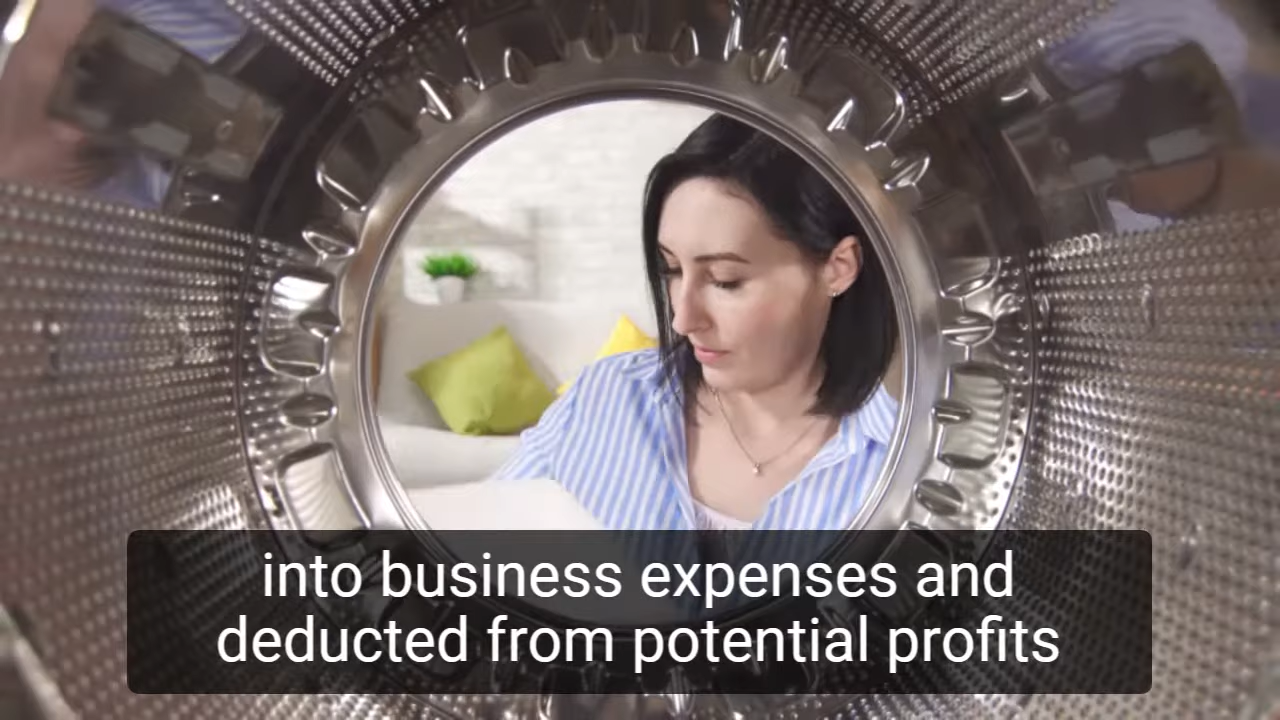 into business expenses and
deducted from potential profits